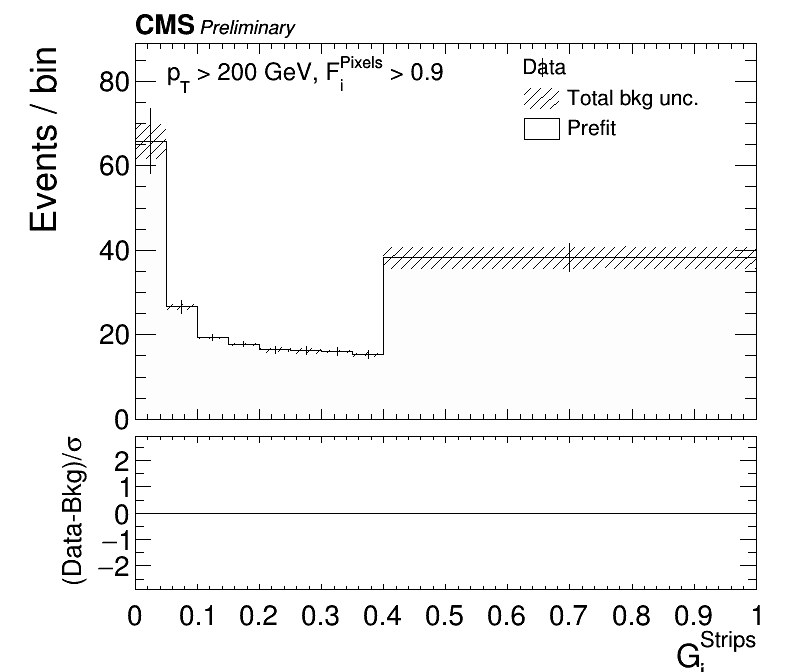 CMS Preliminary
p_T > 200 GeV, F_i^Pixels > 0.9
Data
Total bkg unc.
Prefit
Events / bin
80
60
40
20
0
(Data-Bkg)/σ
2
1
0
−1
−2
0 0.1 0.2 0.3 0.4 0.5 0.6 0.7 0.8 0.9 1
G_i^Strips